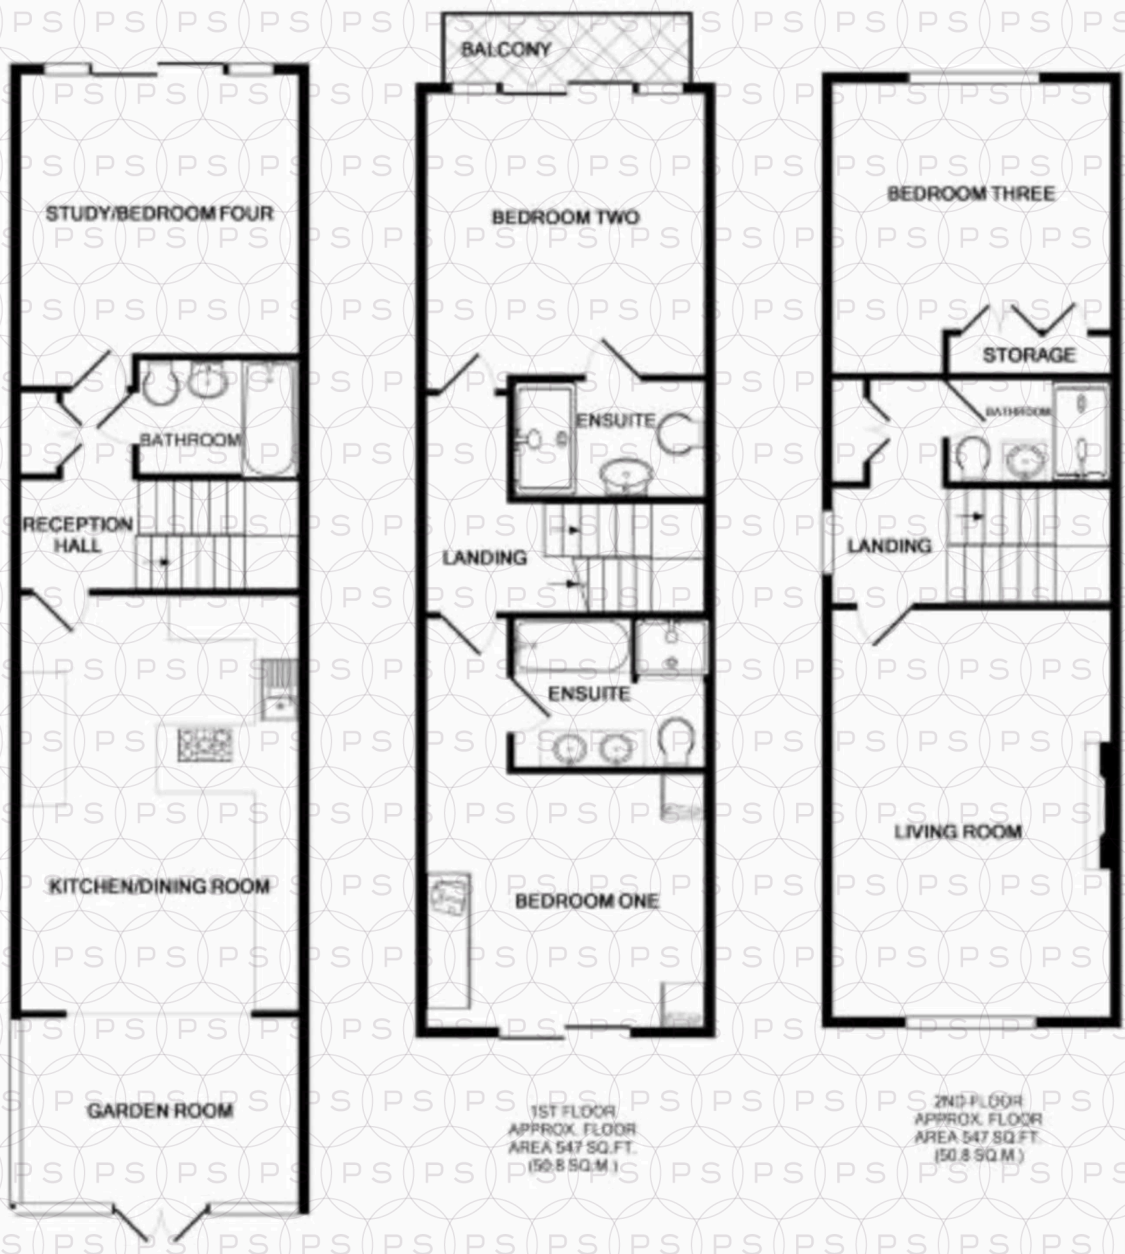 STUDY/BEDROOM FOUR
BATHROOM
RECEPTION
HALL
KITCHEN/DINING ROOM
GARDEN ROOM
BALCONY
BEDROOM TWO
ENSUITE
LANDING
ENSUITE
BEDROOM ONE
1ST FLOOR
APPROX. FLOOR
AREA 547 SQ.FT.
(50.8 SQ.M.)
BEDROOM THREE
STORAGE
BATHROOM
LANDING
LIVING ROOM
2ND FLOOR
APPROX. FLOOR
AREA 547 SQ.FT.
(50.8 SQ.M.)